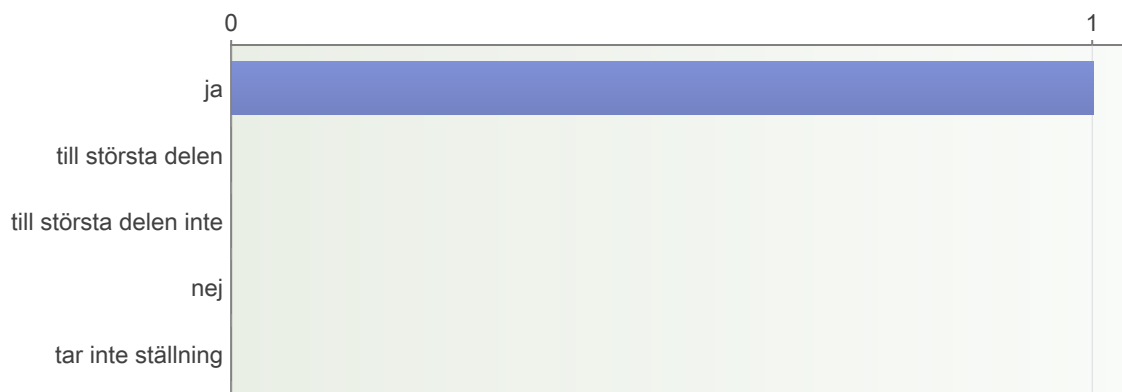 0 1
ja
till största delen
till största delen inte
nej
tar inte ställning